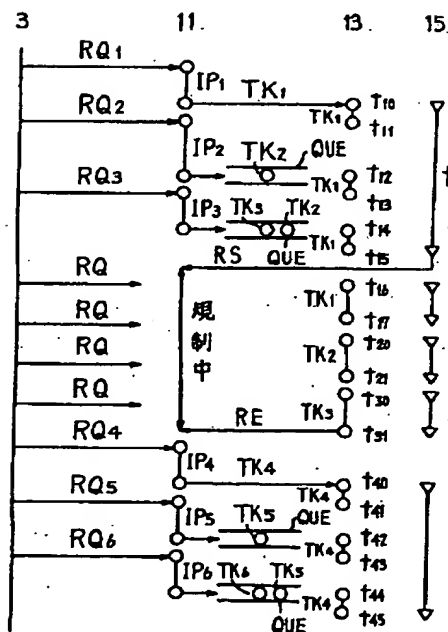 3 11 13 15
RQ1
IP1 TK1
t10
TK1
t11
RQ2
IP2 TK2 QUE
t12
TK1
t13
RQ3
IP3 TK3 TK2
t14
TK1
QUE
t15
RS
RQ
TK1
t16
t17
規制中
RQ
TK2
t20
t21
RQ
RQ
TK3
t30
RE
t31
RQ4
IP4 TK4
t40
TK4
t41
RQ5
IP5 TK5 QUE
t42
TK4
t43
RQ6
IP6 TK6 TK5
t44
TK4
QUE
t45